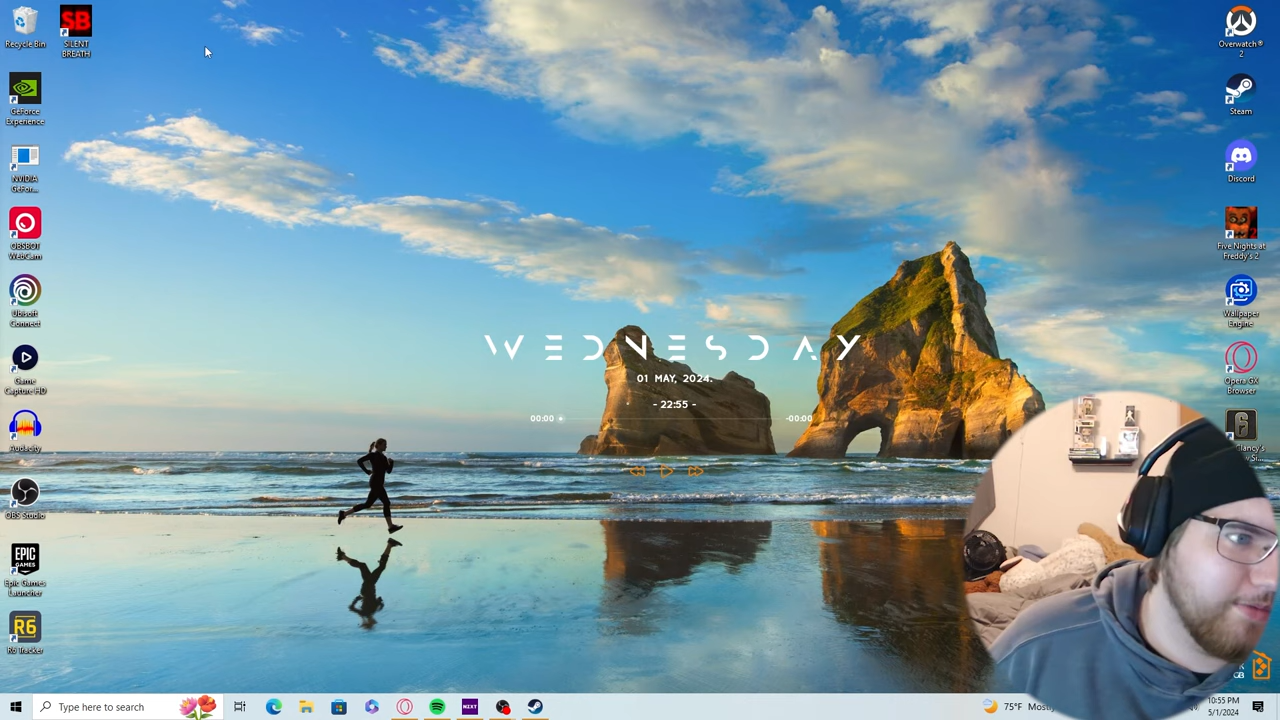 Recycle Bin
SB
SILENT
BREATH
GeForce
Experience
NVIDIA
GeFor...
OBSBOT
WebCam
Ubisoft
Connect
Game
Capture HD
Audacity
OBS Studio
EPIC
GAMES
Epic Games
Launcher
R6
R6 Tracker
Overwatch®
2
Steam
Discord
Five Nights at
Freddy's 2
Wallpaper
Engine
Opera GX
Browser
6
WEDNESDAY
01 MAY, 2024.
- 22:55 -
00:00
-00:00
Type here to search
NZXT
75°F
10:55 PM
5/1/2024